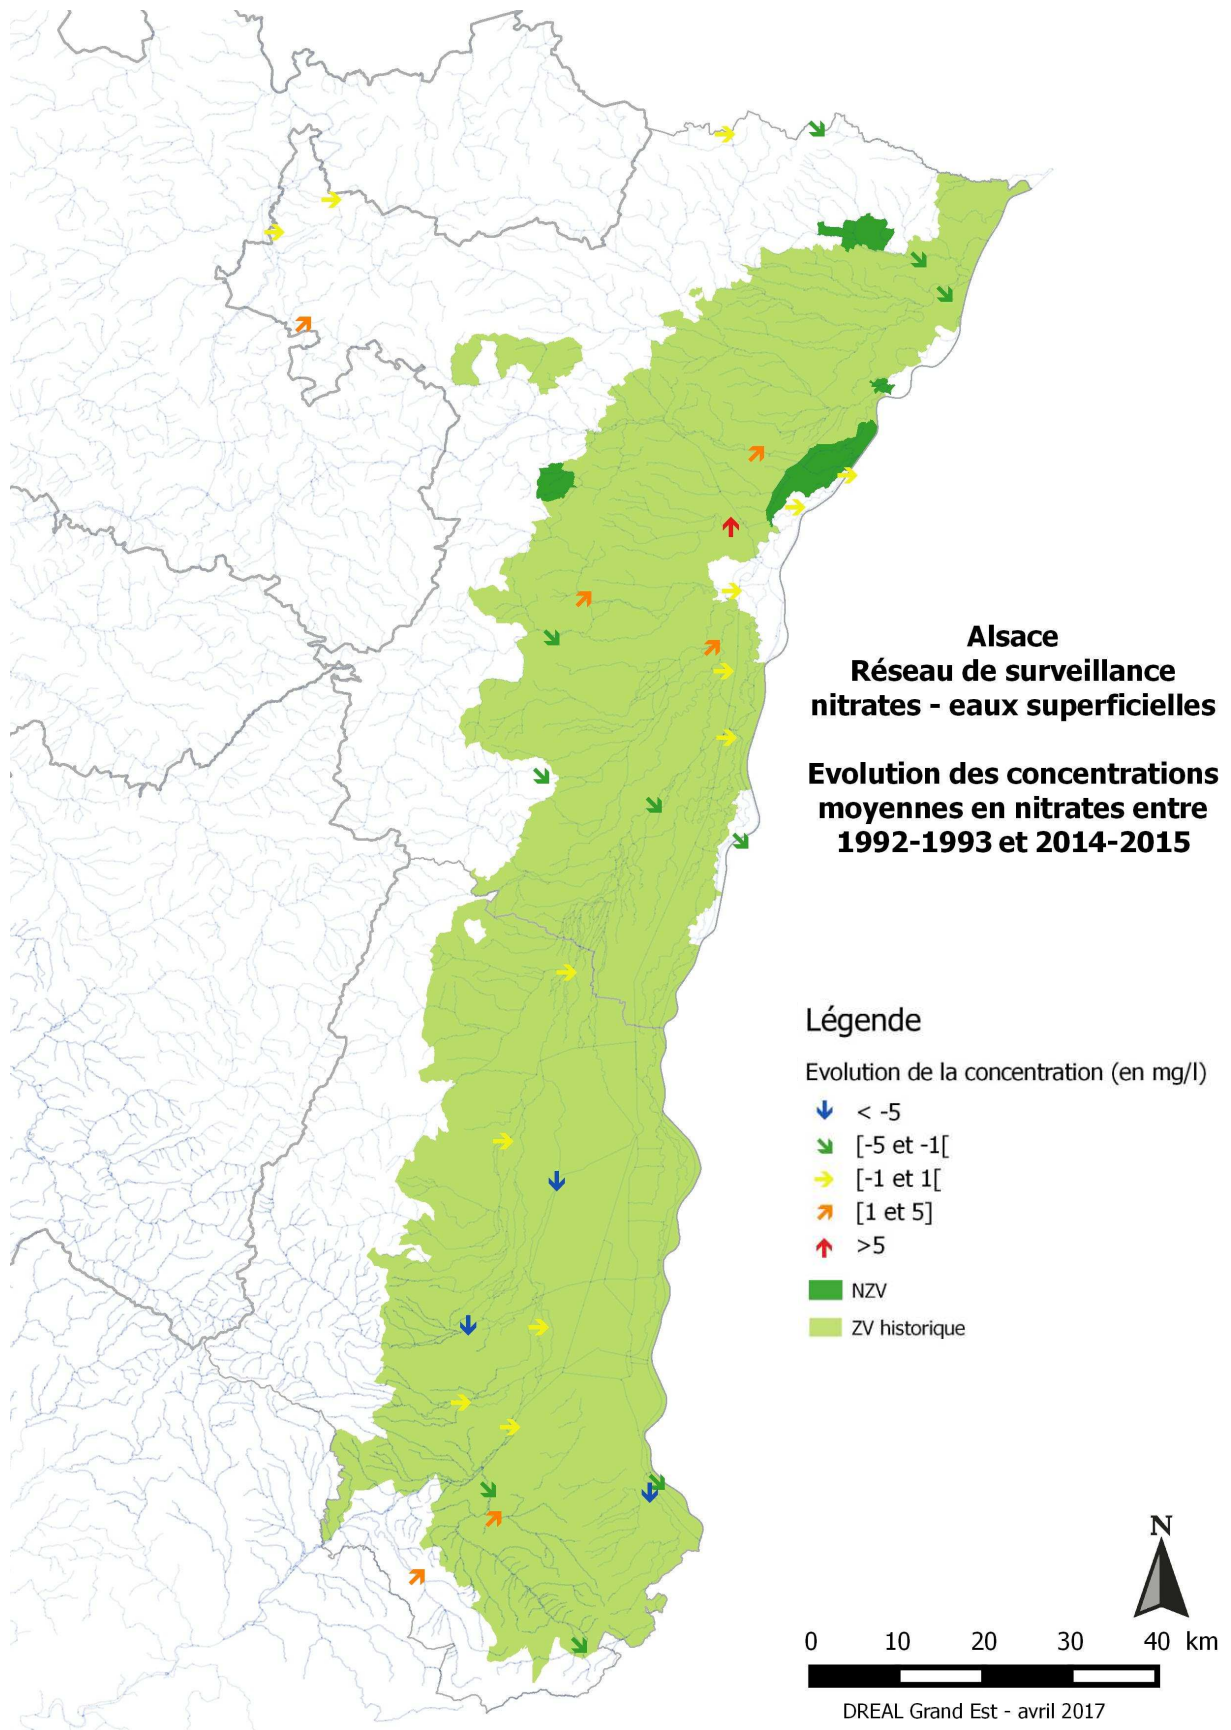 Alsace
Réseau de surveillance
nitrates - eaux superficielles
Evolution des concentrations
moyennes en nitrates entre
1992-1993 et 2014-2015
Légende
Evolution de la concentration (en mg/l)
< -5
[-5 et -1[
[-1 et 1[
[1 et 5]
>5
NZV
ZV historique
N
0 10 20 30 40 km
DREAL Grand Est - avril 2017